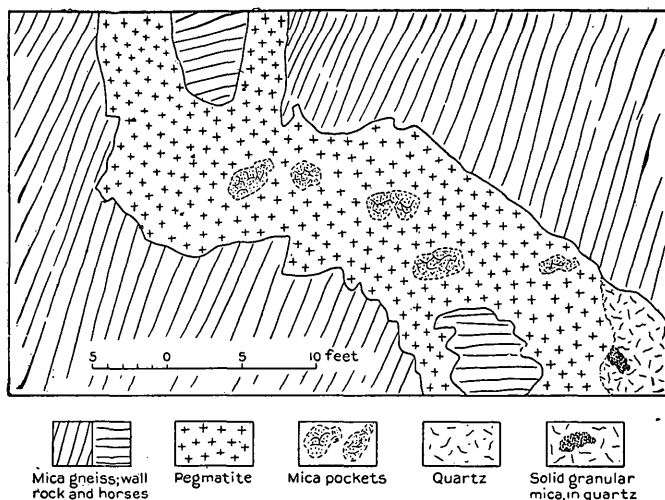 5 0 5 10 feet
Mica gneiss; wall
rock and horses
Pegmatite
Mica pockets
Quartz
Solid granular
mica, in quartz